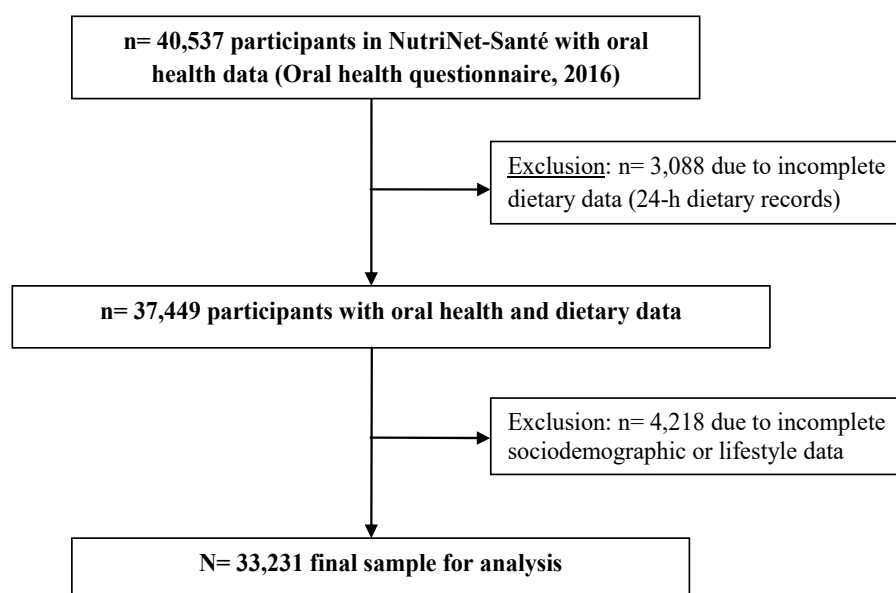 n= 40,537 participants in NutriNet-Santé with oral
health data (Oral health questionnaire, 2016)
Exclusion: n= 3,088 due to incomplete
dietary data (24-h dietary records)
n= 37,449 participants with oral health and dietary data
Exclusion: n= 4,218 due to incomplete
sociodemographic or lifestyle data
N= 33,231 final sample for analysis